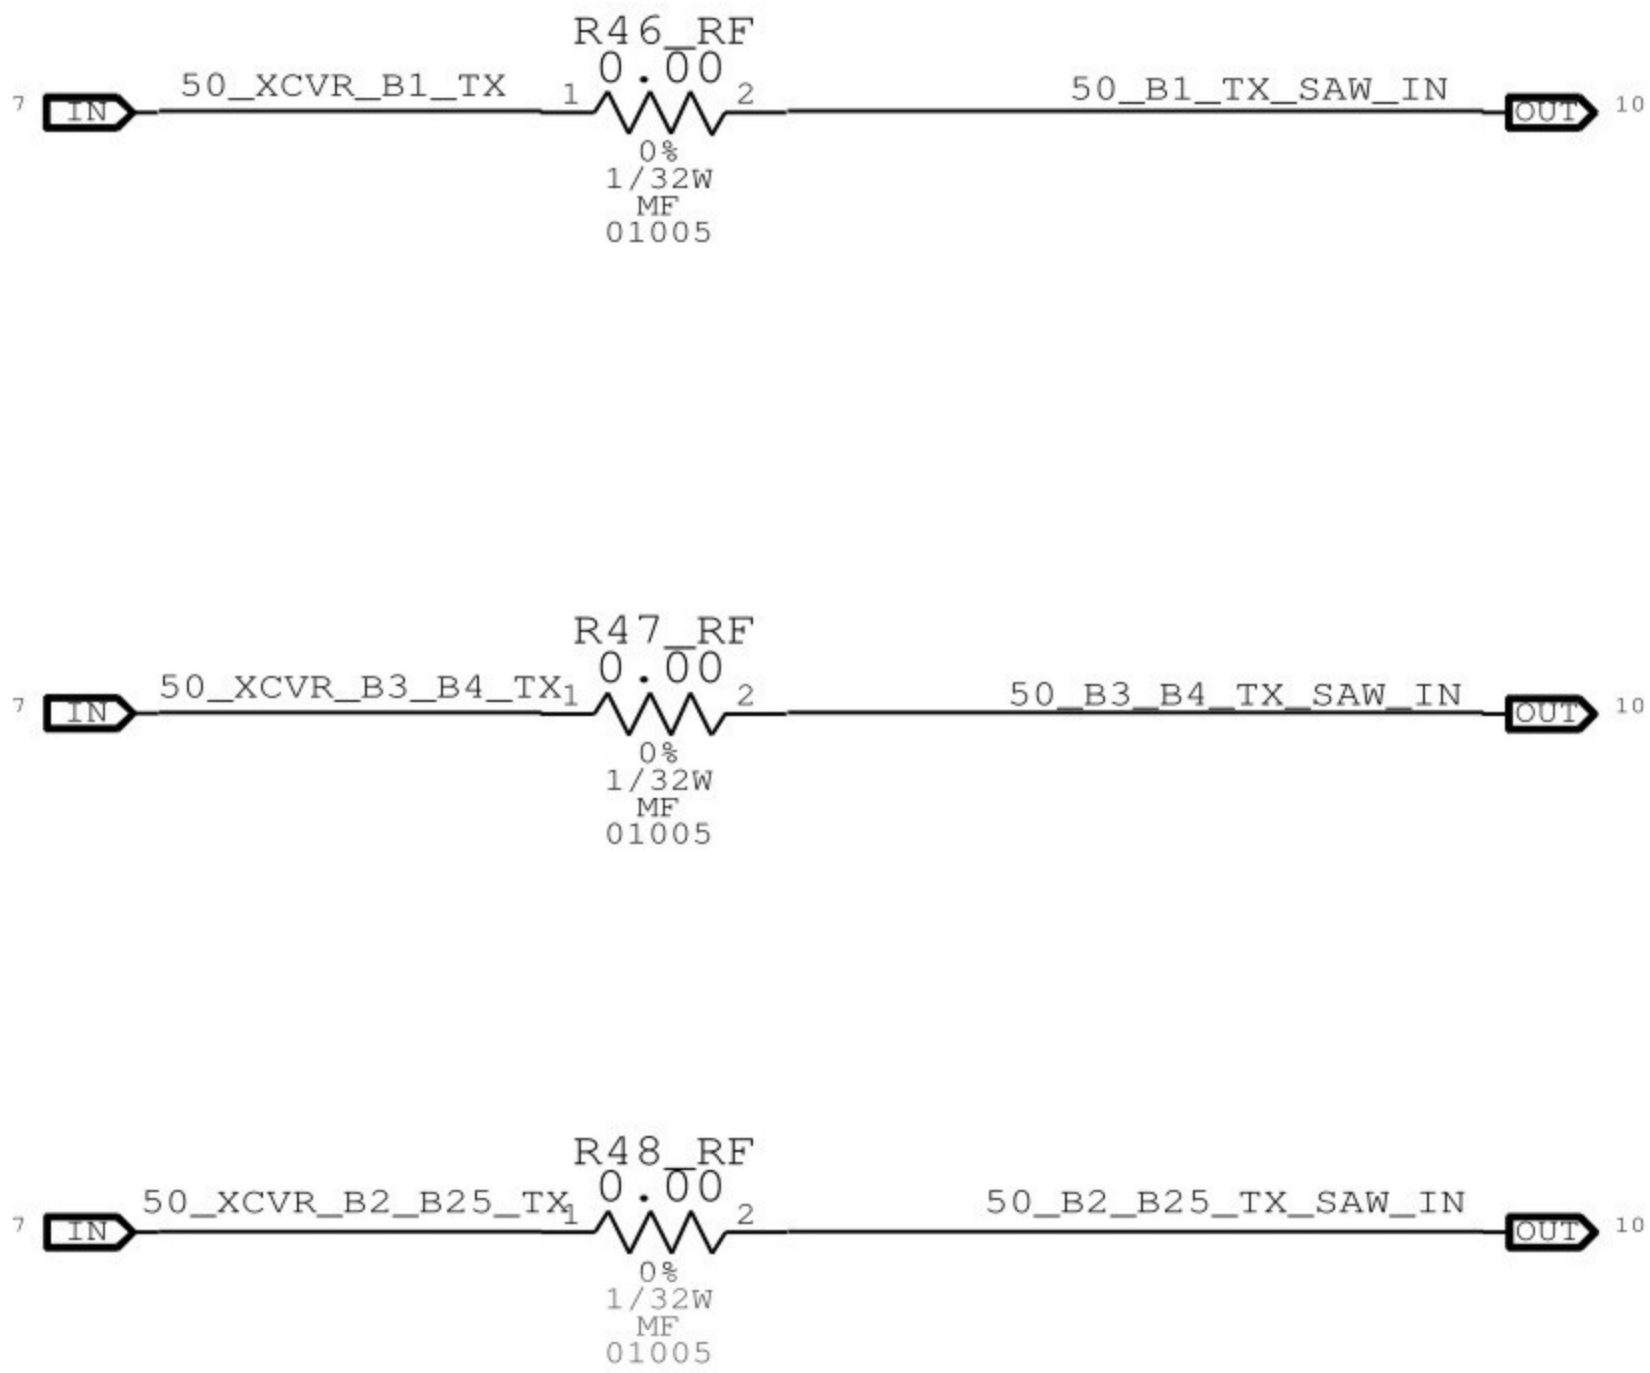 R46_RF
0.00
7 IN 50_XCVR_B1_TX 1 2 50_B1_TX_SAW_IN OUT 10
0%
1/32W
MF
01005
R47_RF
0.00
7 IN 50_XCVR_B3_B4_TX 1 2 50_B3_B4_TX_SAW_IN OUT 10
0%
1/32W
MF
01005
R48_RF
0.00
7 IN 50_XCVR_B2_B25_TX 1 2 50_B2_B25_TX_SAW_IN OUT 10
0%
1/32W
MF
01005